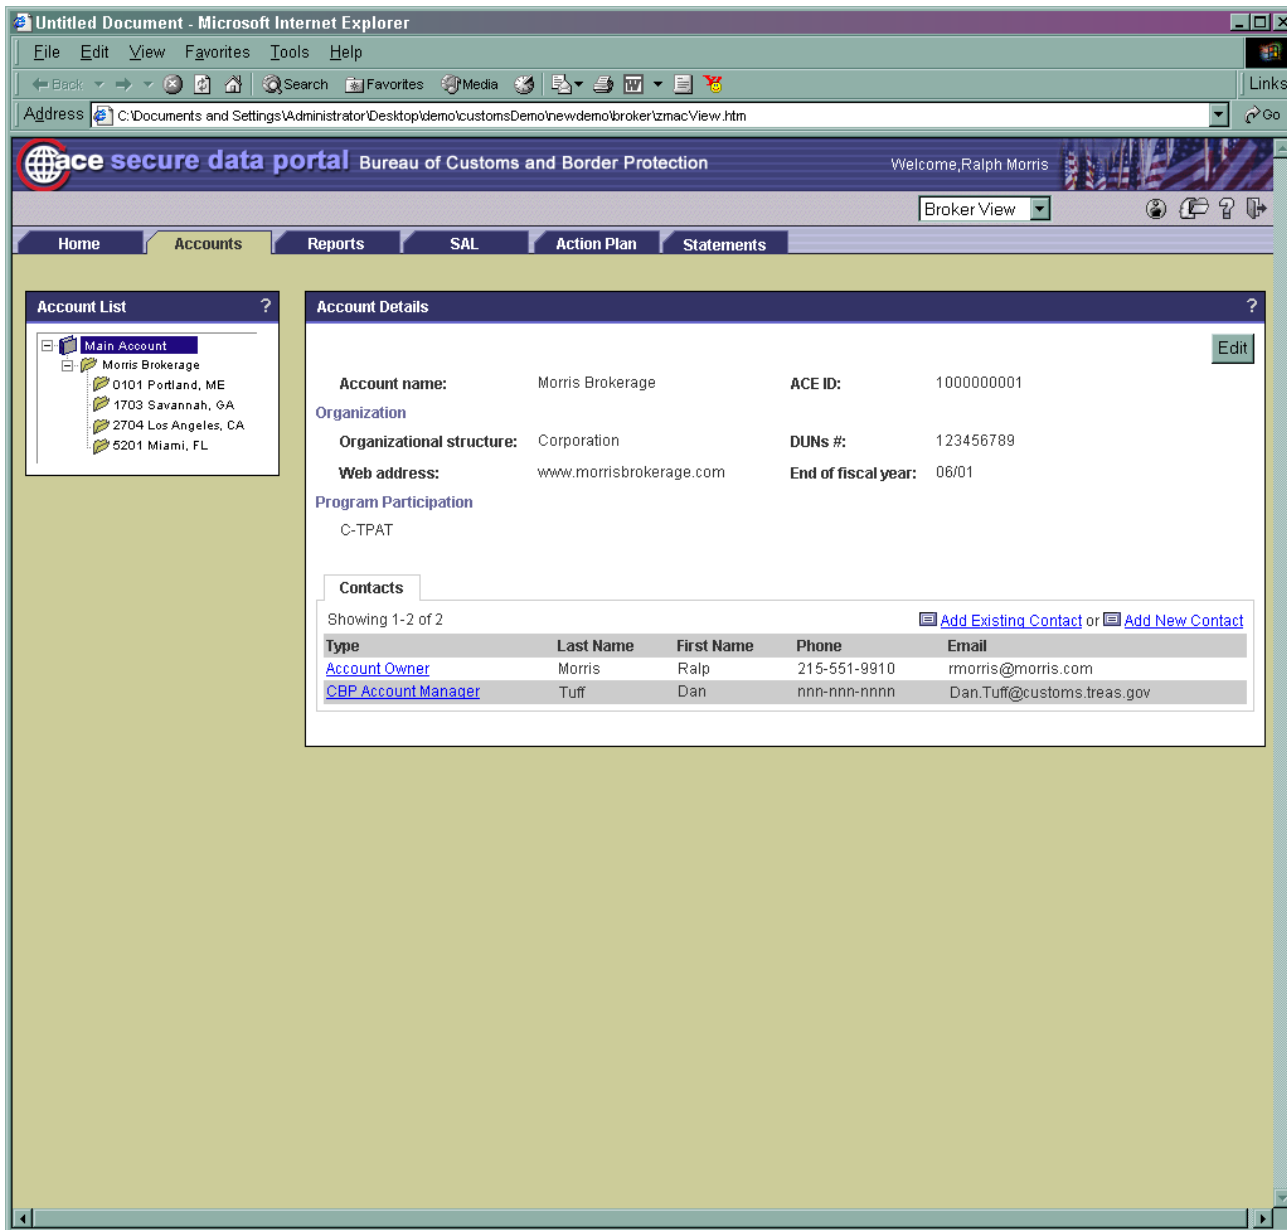 Untitled Document - Microsoft Internet Explorer
File Edit View Favorites Tools Help
Back Search Favorites Media Links
Address C:\Documents and Settings\Administrator\Desktop\demo\customsDemo\newdemo\broker\zmacView.htm Go
ace secure data portal Bureau of Customs and Border Protection Welcome,Ralph Morris
Broker View
Home Accounts Reports SAL Action Plan Statements
Account List ?
Main Account
Morris Brokerage
0101 Portland, ME
1703 Savannah, GA
2704 Los Angeles, CA
5201 Miami, FL
Account Details ?
Edit
Account name: Morris Brokerage ACE ID: 1000000001
Organization
Organizational structure: Corporation DUNs #: 123456789
Web address: www.morrisbrokerage.com End of fiscal year: 06/01
Program Participation
C-TPAT
Contacts
Showing 1-2 of 2 Add Existing Contact or Add New Contact
Type Last Name First Name Phone Email
Account Owner Morris Ralp 215-551-9910 rmorris@morris.com
CBP Account Manager Tuff Dan nnn-nnn-nnnn Dan.Tuff@customs.treas.gov